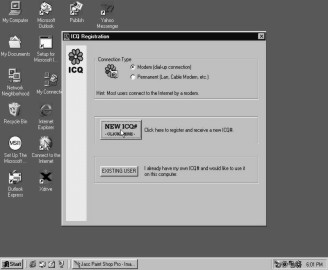 My Computer
Microsoft Outlook
Publish
Yahoo Messenger
My Documents
Setup for Microsoft I...
Network Neighborhood
My Connecti
Recycle Bin
Internet Explorer
Set Up The Microsoft ...
Connect to the Internet
Outlook Express
Xdrive
ICQ Registration
ICQ
Connection Type:
Modem (dial-up connection)
Permanent (Lan, Cable Modem, etc.)
Hint: Most users connect to the Internet by a modem.
NEW ICQ#
- CLICK HERE -
Click here to register and receive a new ICQ#.
EXISTING USER
I already have my own ICQ# and would like to use it
on this computer.
Start
Jasc Paint Shop Pro - Ima...
6:01 PM